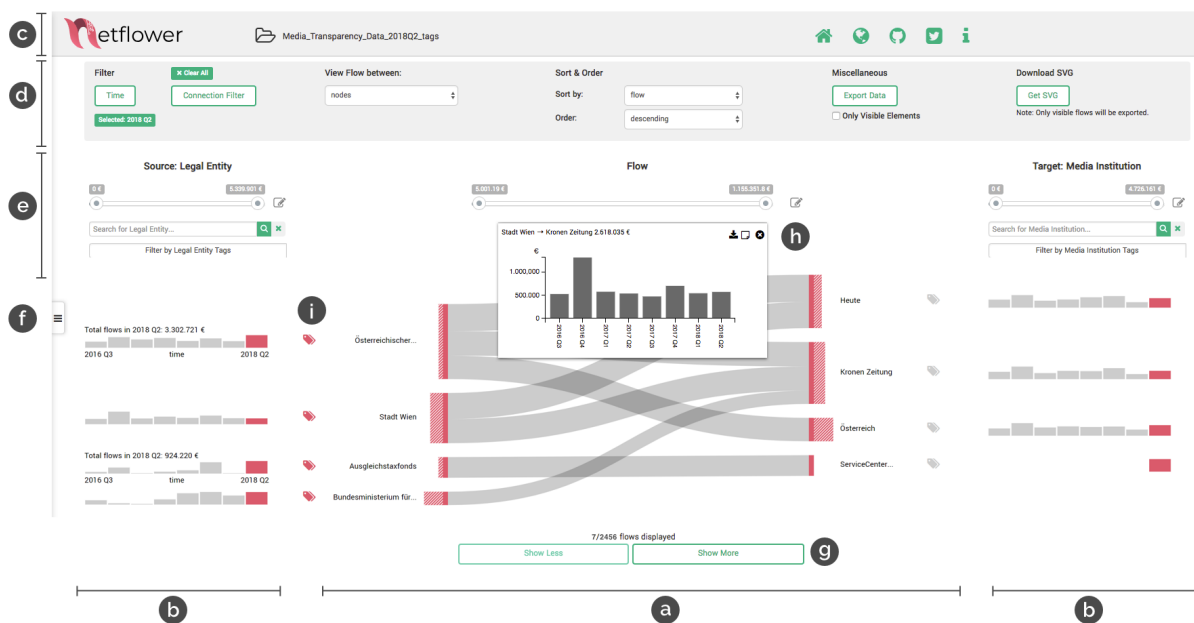 c
netflower
Media_Transparency_Data_2018Q2_tags
d
Filter
× Clear All
View Flow between:
Sort & Order
Miscellaneous
Download SVG
Time
Connection Filter
nodes
Sort by:
flow
Export Data
Get SVG
Selected: 2018 Q2
Order:
descending
Only Visible Elements
Note: Only visible flows will be exported.
e
Source: Legal Entity
Flow
Target: Media Institution
0 €
5.339.901 €
5.001.19 €
1.195.351.8 €
0 €
4.726.161 €
Search for Legal Entity...
Search for Media Institution...
Filter by Legal Entity Tags
Filter by Media Institution Tags
Stadt Wien → Kronen Zeitung 2.618.035 €
h
€
1.000.000
500.000
0
2016 Q3
2016 Q4
2017 Q1
2017 Q2
2017 Q3
2017 Q4
2018 Q1
2018 Q2
f
i
Total flows in 2018 Q2: 3.302.721 €
2016 Q3
time
2018 Q2
Österreichischer...
Heute
Kronen Zeitung
Stadt Wien
Österreich
Total flows in 2018 Q2: 924.220 €
2016 Q3
time
2018 Q2
Ausgleichstaxfonds
ServiceCenter...
Bundesministerium für...
7/2456 flows displayed
Show Less
Show More
g
b
a
b